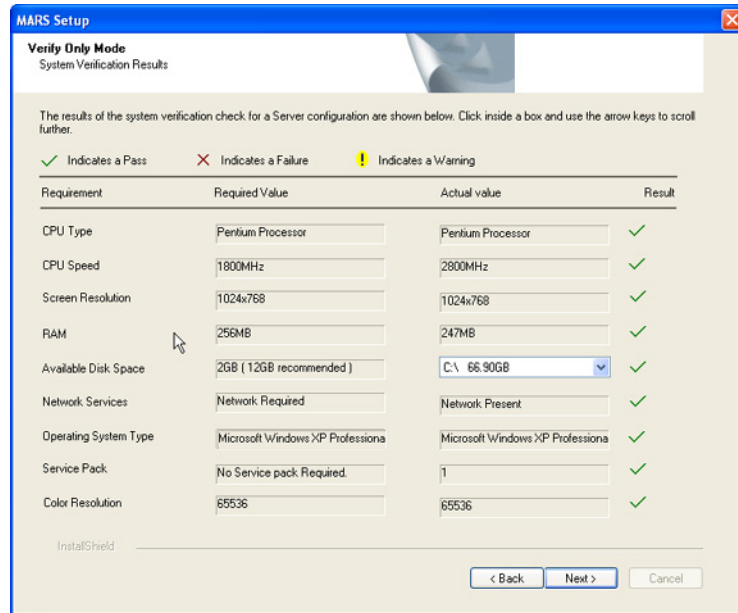 MARS Setup
Verify Only Mode
System Verification Results
The results of the system verification check for a Server configuration are shown below. Click inside a box and use the arrow keys to scroll
further.
Indicates a Pass Indicates a Failure Indicates a Warning
Requirement Required Value Actual value Result
CPU Type Pentium Processor Pentium Processor
CPU Speed 1800MHz 2800MHz
Screen Resolution 1024x768 1024x768
RAM 256MB 247MB
Available Disk Space 2GB ( 12GB recommended ) C:\ 66.90GB
Network Services Network Required Network Present
Operating System Type Microsoft Windows XP Professiona Microsoft Windows XP Professiona
Service Pack No Service pack Required. 1
Color Resolution 65536 65536
InstallShield
< Back Next > Cancel